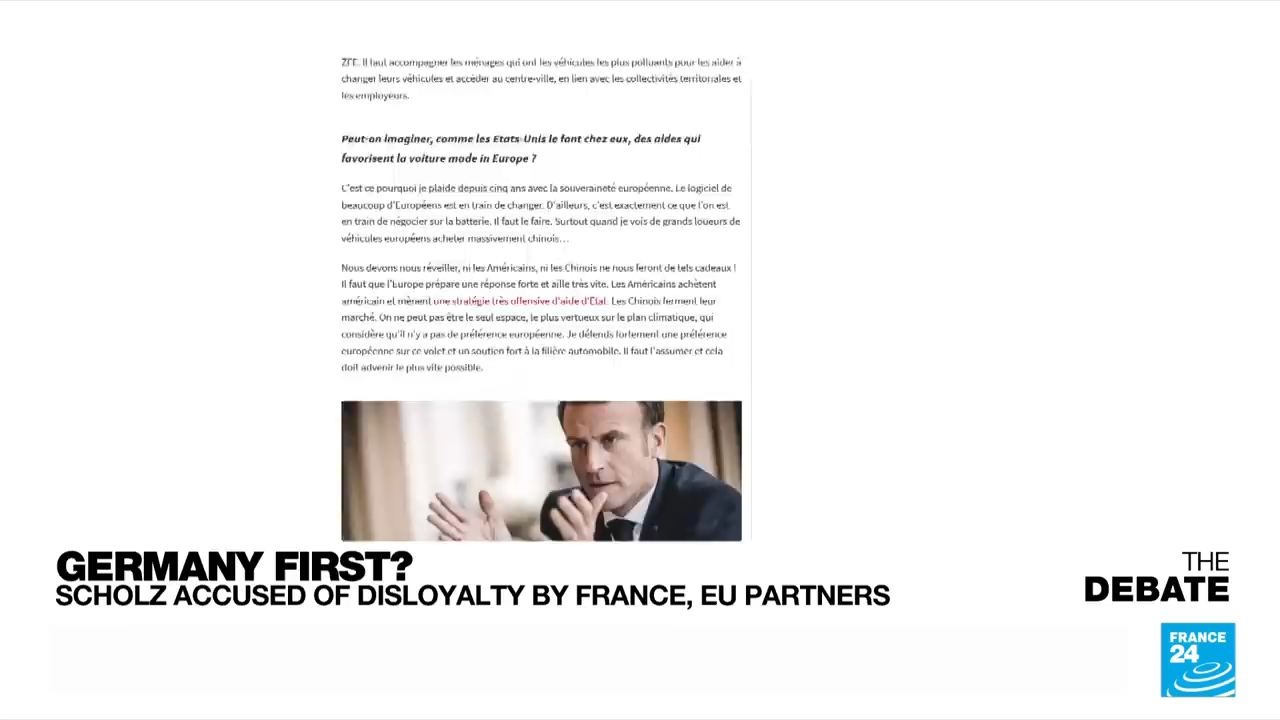 ZFE. Il faut accompagner les ménages qui ont les véhicules les plus polluants pour les aider à
changer leurs véhicules et accéder au centre-ville, en lien avec les collectivités territoriales et
les employeurs.
Peut-on imaginer, comme les Etats-Unis le font chez eux, des aides qui
favorisent la voiture made in Europe ?
C'est ce pourquoi je plaide depuis cinq ans avec la souveraineté européenne. Le logiciel de
beaucoup d'Européens est en train de changer. D'ailleurs, c'est exactement ce que l'on est
en train de négocier sur la batterie. Il faut le faire. Surtout quand je vois de grands loueurs de
véhicules européens acheter massivement chinois…
Nous devons nous réveiller, ni les Américains, ni les Chinois ne nous feront de tels cadeaux !
Il faut que l'Europe prépare une réponse forte et aille très vite. Les Américains achètent
américain et mènent une stratégie très offensive d'aide d'Etat. Les Chinois ferment leur
marché. On ne peut pas être le seul espace, le plus vertueux sur le plan climatique, qui
considère qu'il n'y a pas de préférence européenne. Je défends fortement une préférence
européenne sur ce volet et un soutien fort à la filière automobile. Il faut l'assumer et cela
doit advenir le plus vite possible.
GERMANY FIRST?
SCHOLZ ACCUSED OF DISLOYALTY BY FRANCE, EU PARTNERS
THE
DEBATE
FRANCE
24